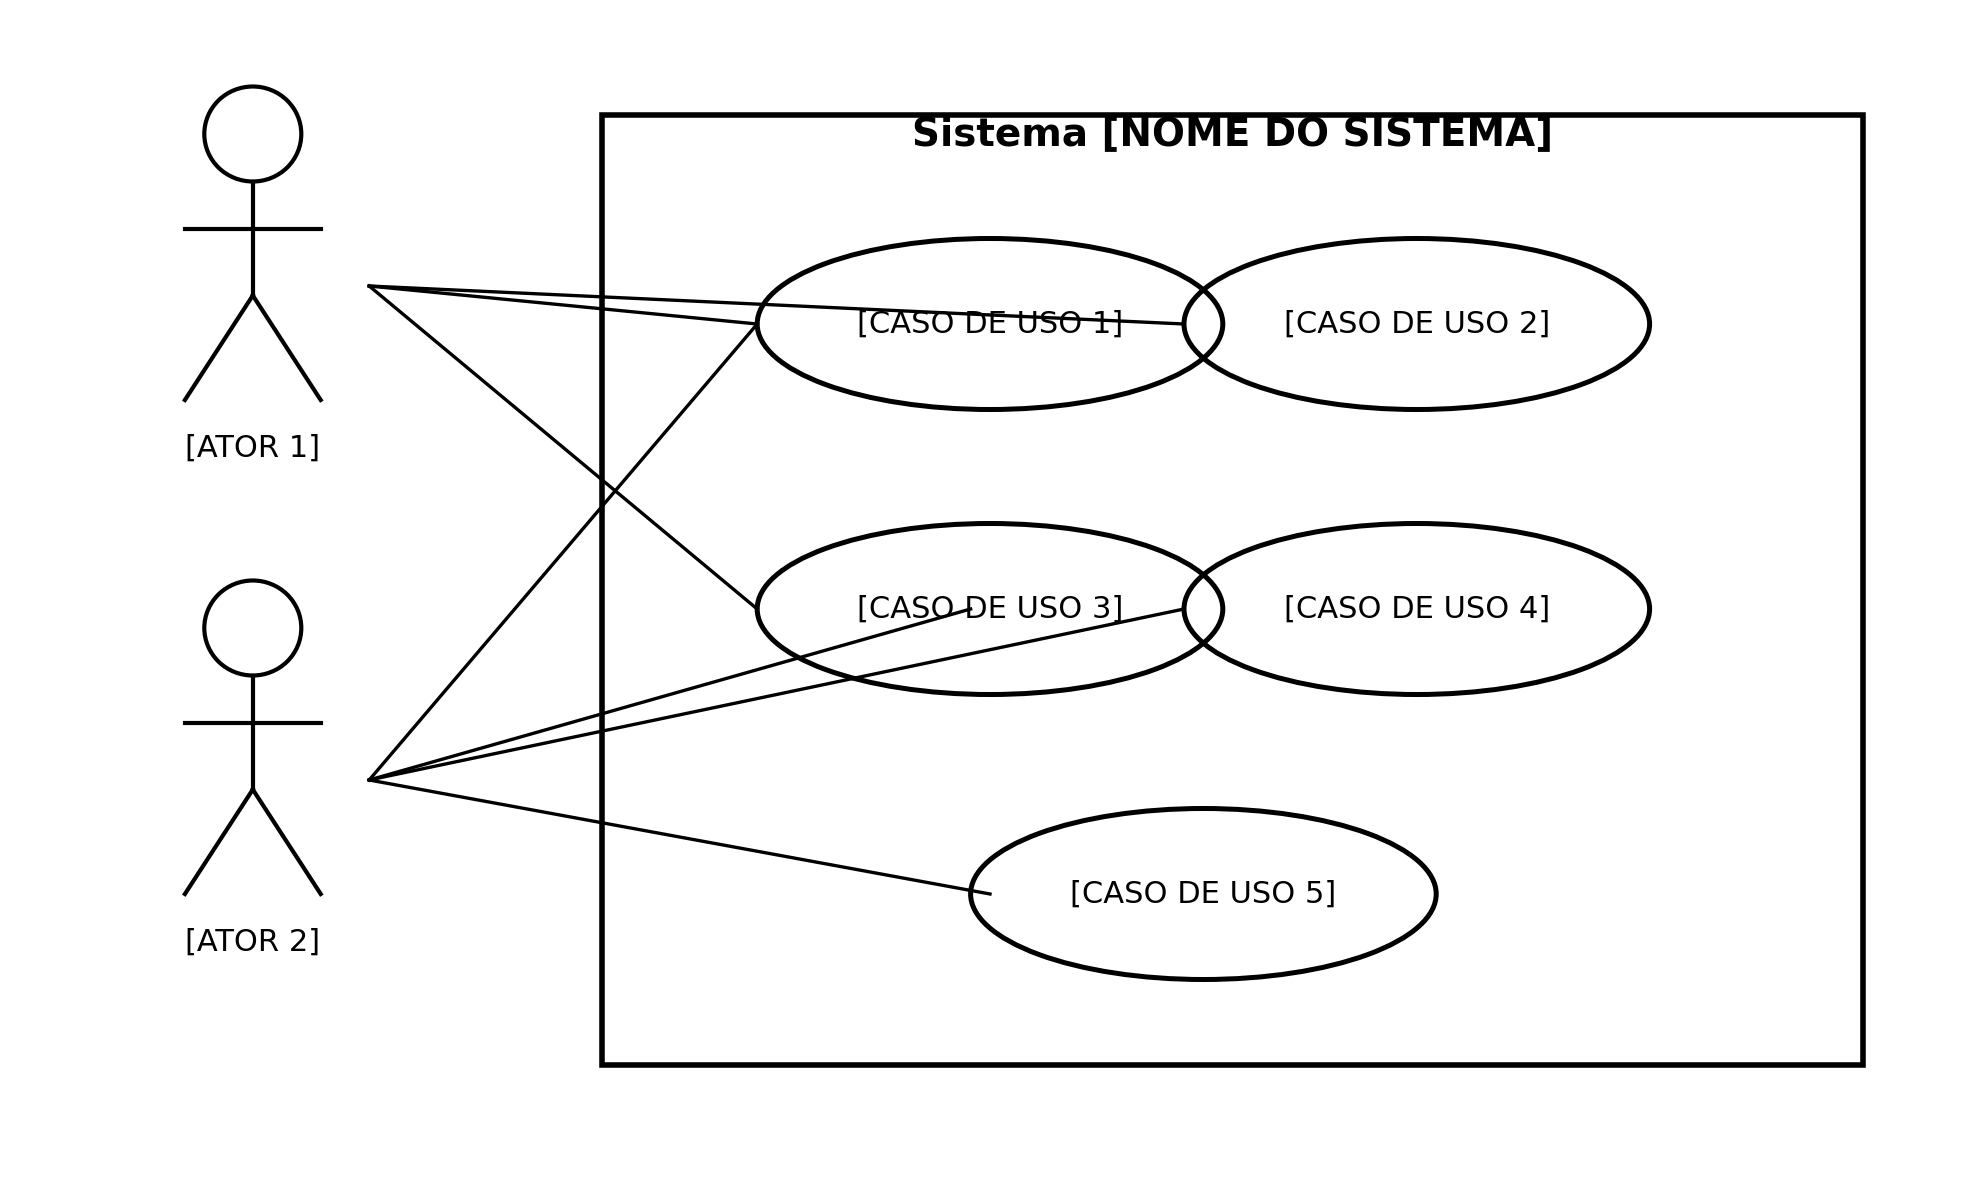 Sistema [NOME DO SISTEMA]
[CASO DE USO 1]
[CASO DE USO 2]
[ATOR 1]
[CASO DE USO 3]
[CASO DE USO 4]
[CASO DE USO 5]
[ATOR 2]